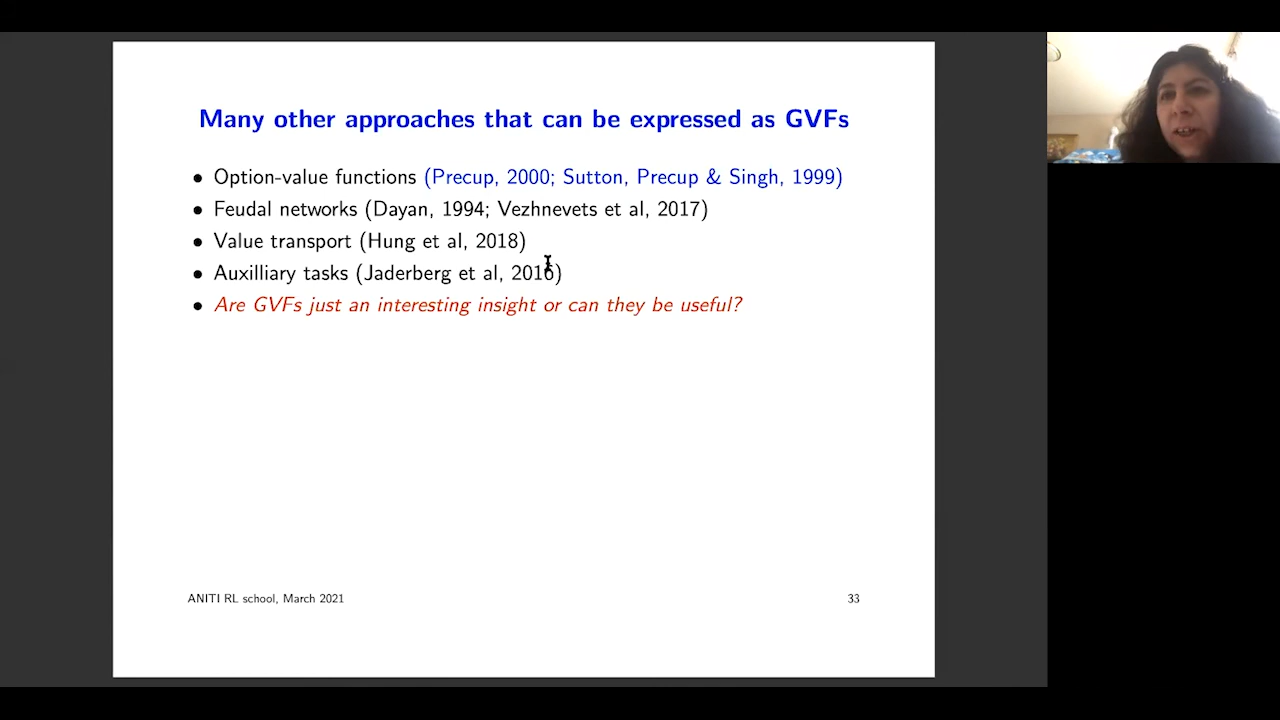 Many other approaches that can be expressed as GVFs
• Option-value functions (Precup, 2000; Sutton, Precup & Singh, 1999)
• Feudal networks (Dayan, 1994; Vezhnevets et al, 2017)
• Value transport (Hung et al, 2018)
• Auxilliary tasks (Jaderberg et al, 2016)
• Are GVFs just an interesting insight or can they be useful?
ANITI RL school, March 2021
33